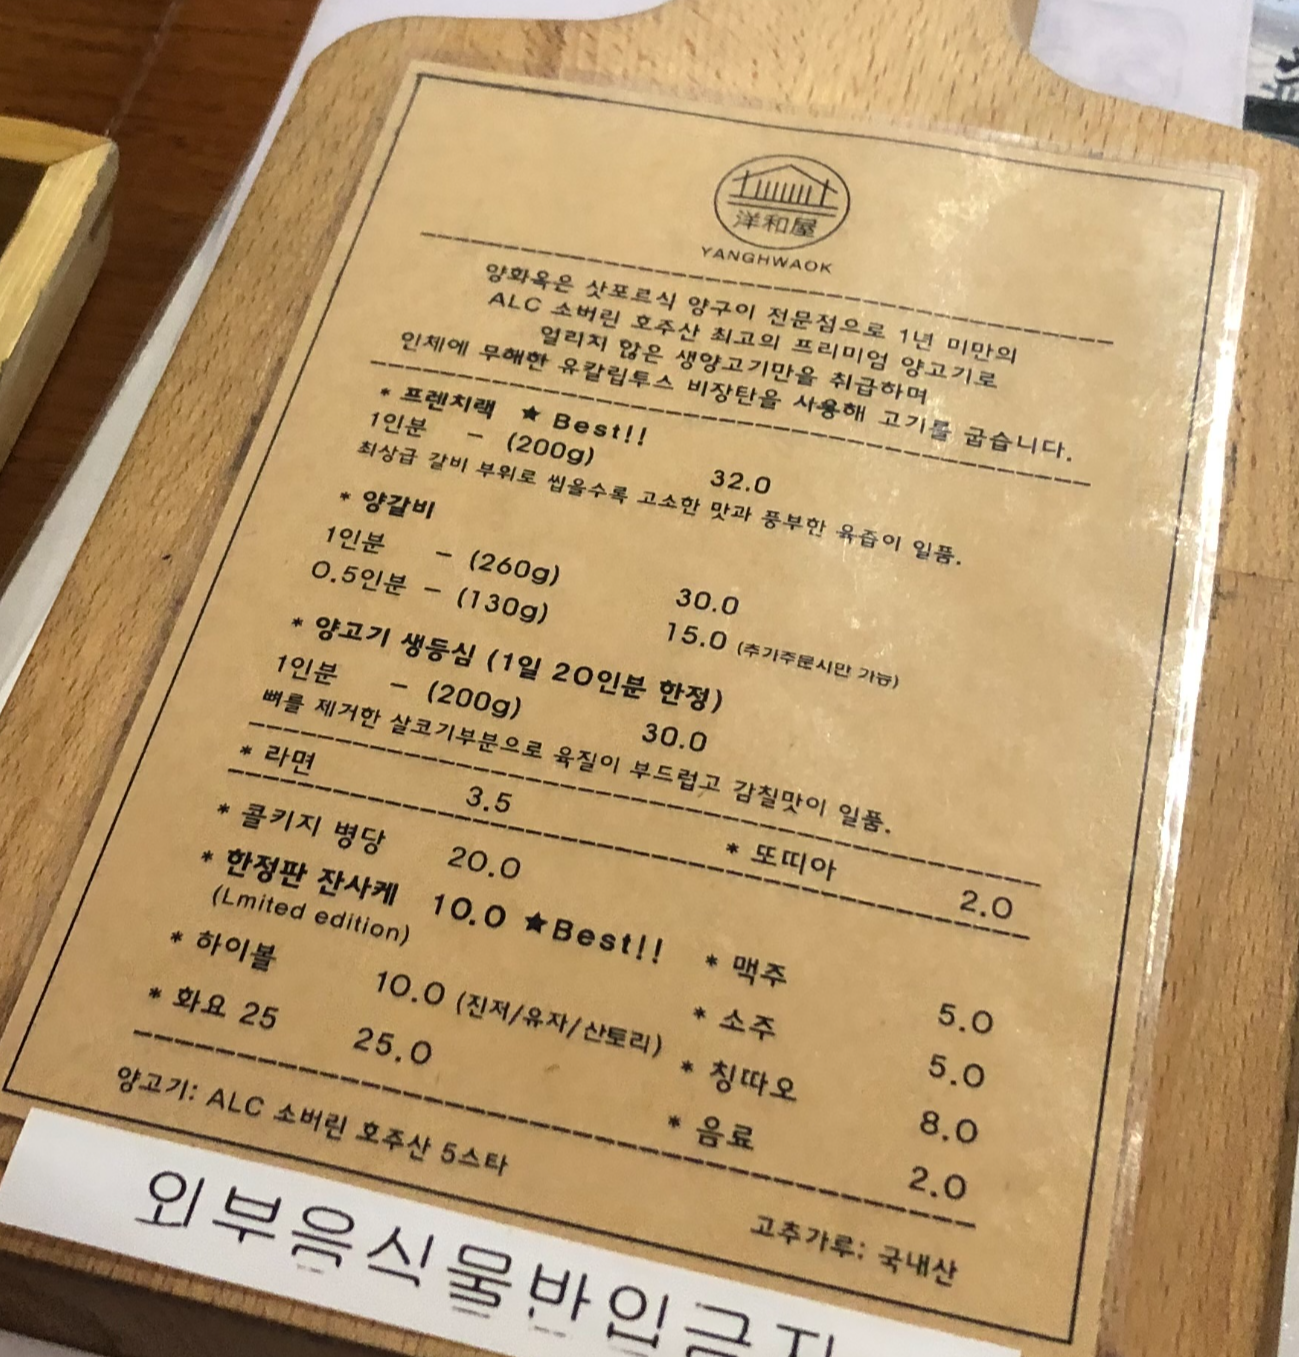 洋和屋
YANGHWAOK
양화옥은 삿포르식 양구이 전문점으로 1년 미만의
ALC 소버린 호주산 최고의 프리미엄 양고기로
얼리지 않은 생양고기만을 취급하며
인체에 무해한 유칼립투스 비장탄을 사용해 고기를 굽습니다.
* 프렌치랙 ★ Best!!
1인분 - (200g) 32.0
최상급 갈비 부위로 씹을수록 고소한 맛과 풍부한 육즙이 일품.
* 양갈비
1인분 - (260g) 30.0
0.5인분 - (130g) 15.0 (추가주문시만 가능)
* 양고기 생등심 (1일 20인분 한정)
1인분 - (200g) 30.0
뼈를 제거한 살코기부분으로 육질이 부드럽고 감칠맛이 일품.
* 라면 3.5 * 또띠아 2.0
* 콜키지 병당 20.0 * 맥주 5.0
* 한정판 잔사케 10.0 ★Best!! * 소주 5.0
(Lmited edition)
* 하이볼 10.0 (진저/유자/산토리) * 칭따오 8.0
* 화요 25 25.0 * 음료 2.0
양고기: ALC 소버린 호주산 5스타 고추가루: 국내산
외부음식물반입금지